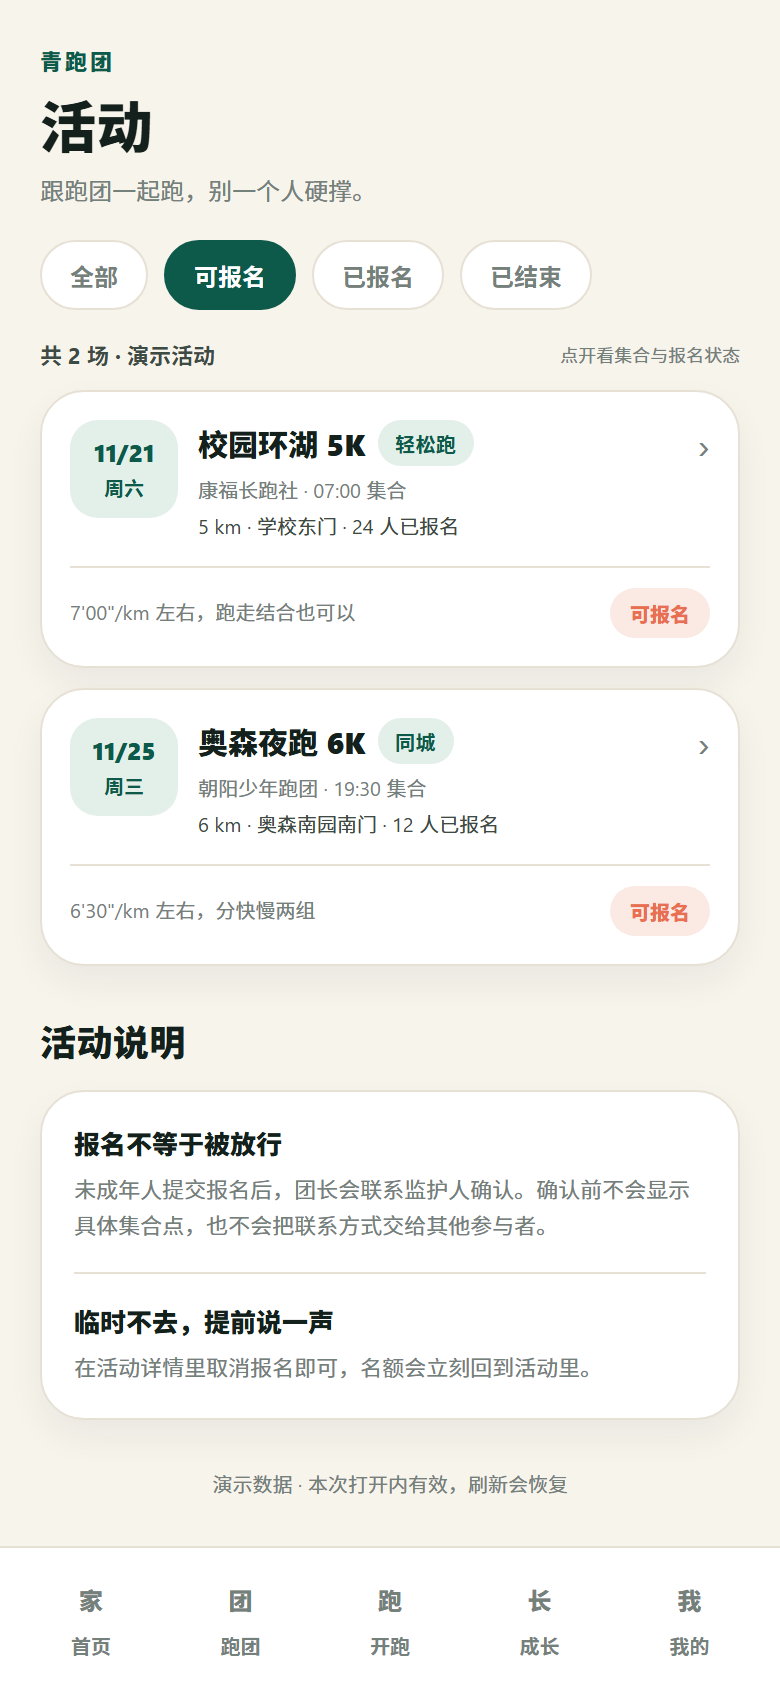 青跑团
活动
跟跑团一起跑，别一个人硬撑。
全部 可报名 已报名 已结束
共 2 场 · 演示活动 点开看集合与报名状态
11/21
周六
校园环湖 5K 轻松跑 ›
康福长跑社 · 07:00 集合
5 km · 学校东门 · 24 人已报名
7'00"/km 左右，跑走结合也可以 可报名
11/25
周三
奥森夜跑 6K 同城 ›
朝阳少年跑团 · 19:30 集合
6 km · 奥森南园南门 · 12 人已报名
6'30"/km 左右，分快慢两组 可报名
活动说明
报名不等于被放行
未成年人提交报名后，团长会联系监护人确认。确认前不会显示
具体集合点，也不会把联系方式交给其他参与者。
临时不去，提前说一声
在活动详情里取消报名即可，名额会立刻回到活动里。
演示数据 · 本次打开内有效，刷新会恢复
家 团 跑 长 我
首页 跑团 开跑 成长 我的